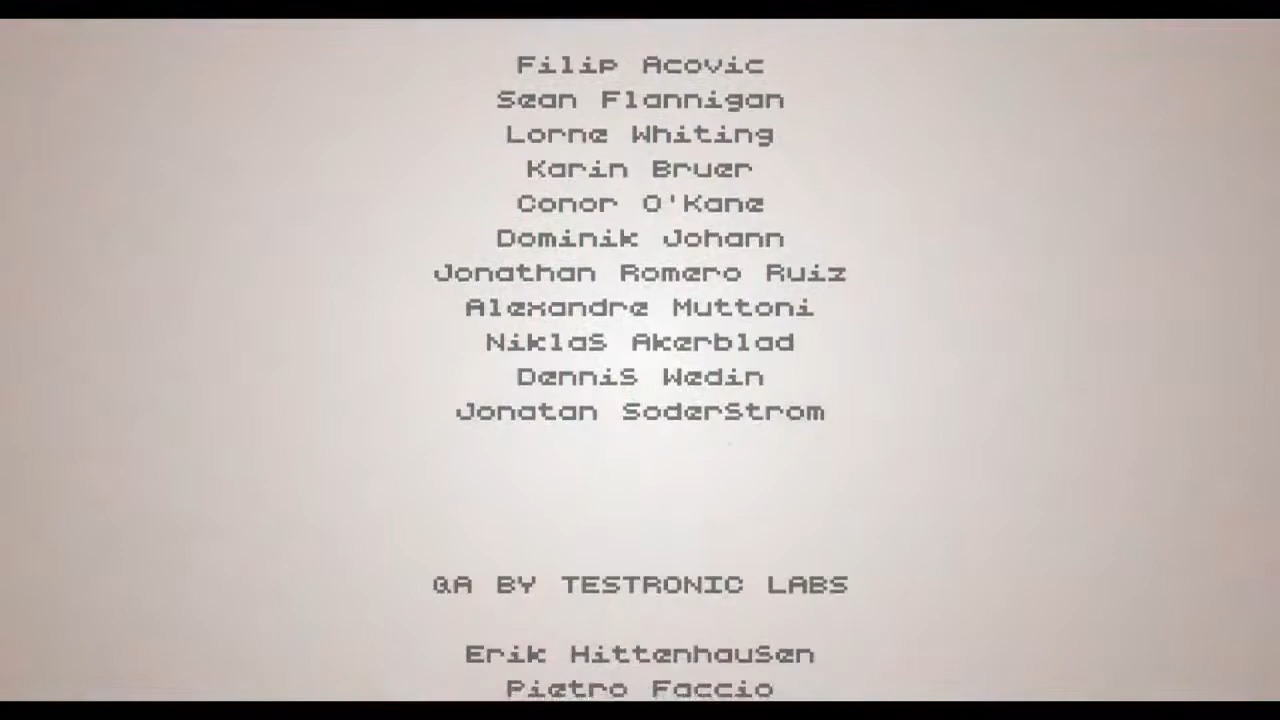 Filip Acovic
Sean Flannigan
Lorne Whiting
Karin Bruer
Conor O'Kane
Dominik Johann
Jonathan Romero Ruiz
Alexandre Muttoni
NiklaS Akerblad
DenniS Wedin
Jonatan SoderStrom
QA BY TESTRONIC LABS
Erik HittenhauSen
Pietro Faccio